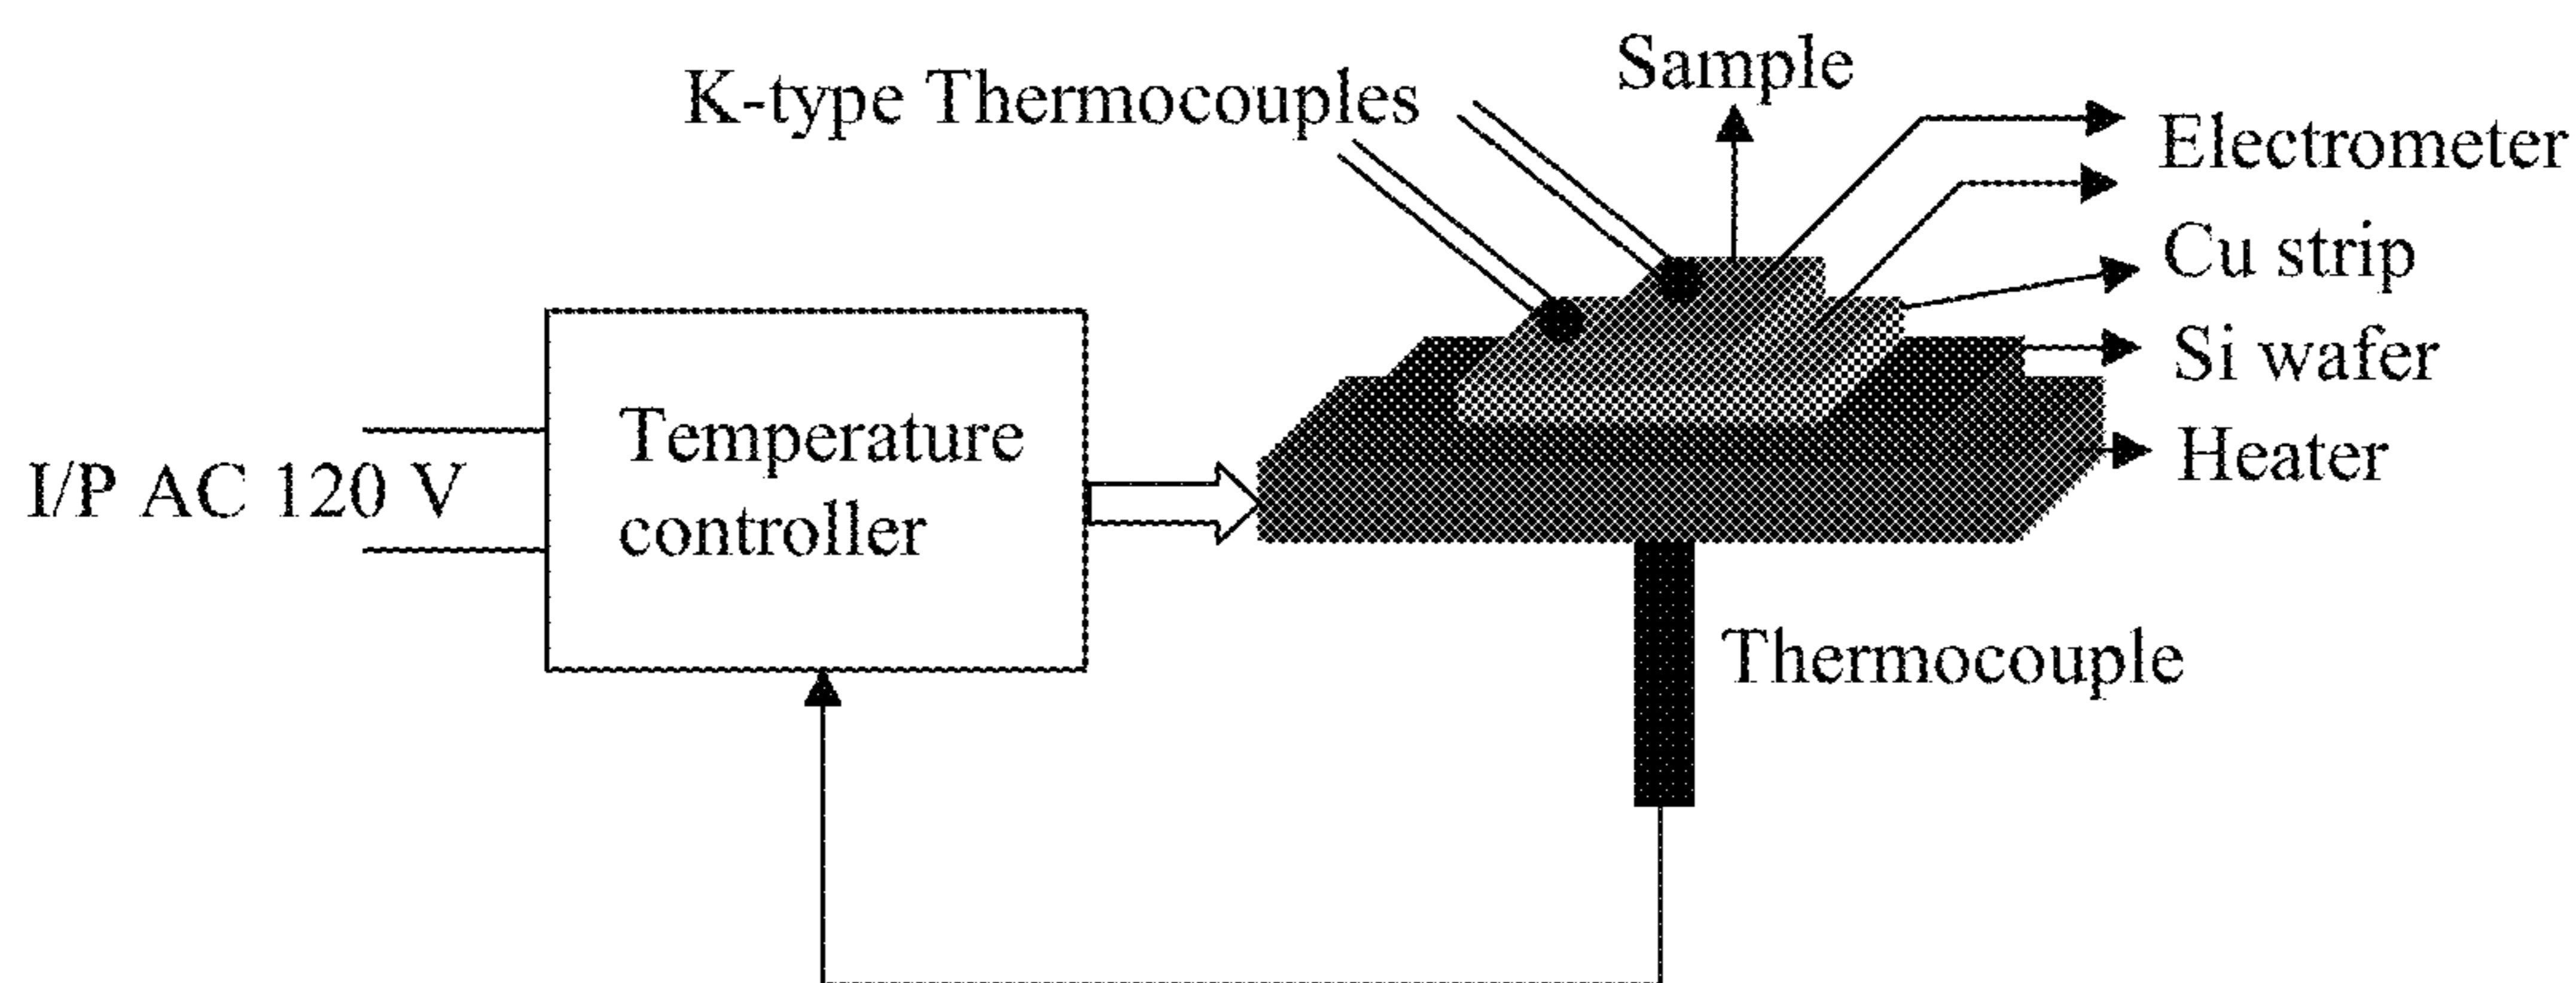 Sample
K-type Thermocouples
Electrometer
Cu strip
Si wafer
Heater
Temperature
controller
I/P AC 120 V
Thermocouple